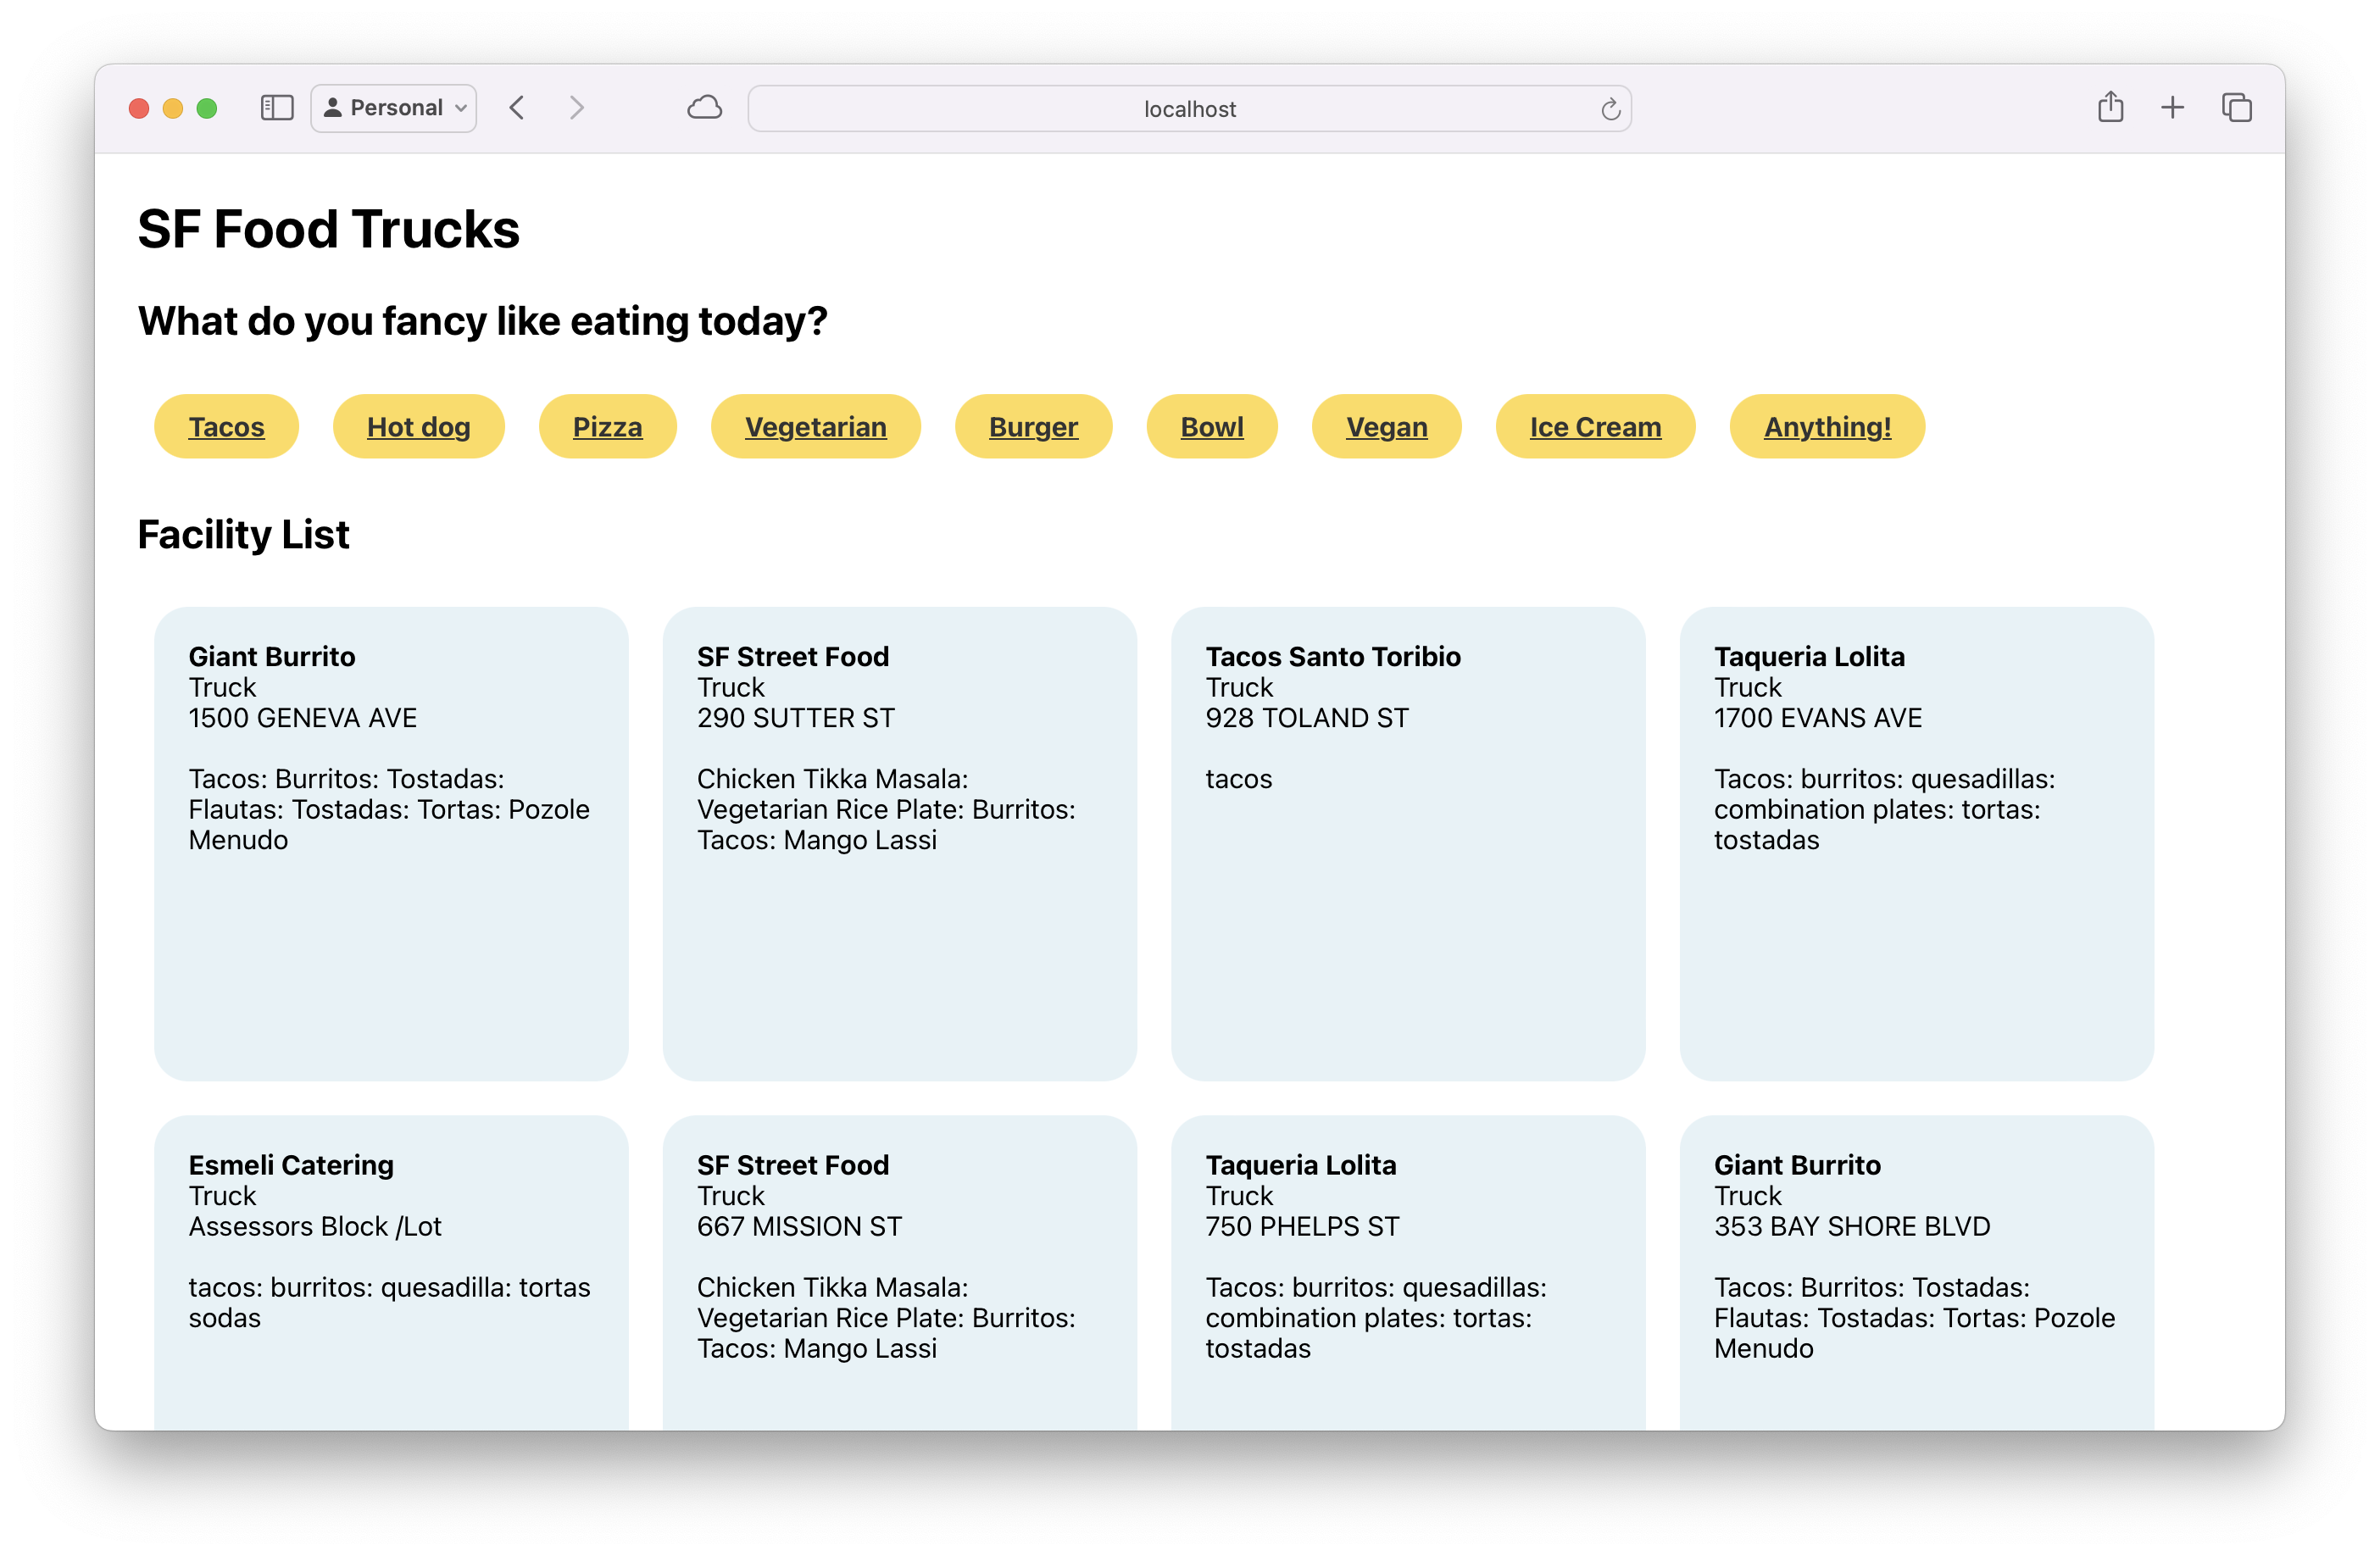 Personal
localhost
SF Food Trucks
What do you fancy like eating today?
Tacos
Hot dog
Pizza
Vegetarian
Burger
Bowl
Vegan
Ice Cream
Anything!
Facility List
Giant Burrito
Truck
1500 GENEVA AVE
Tacos: Burritos: Tostadas:
Flautas: Tostadas: Tortas: Pozole
Menudo
SF Street Food
Truck
290 SUTTER ST
Chicken Tikka Masala:
Vegetarian Rice Plate: Burritos:
Tacos: Mango Lassi
Tacos Santo Toribio
Truck
928 TOLAND ST
tacos
Taqueria Lolita
Truck
1700 EVANS AVE
Tacos: burritos: quesadillas:
combination plates: tortas:
tostadas
Esmeli Catering
Truck
Assessors Block /Lot
tacos: burritos: quesadilla: tortas
sodas
SF Street Food
Truck
667 MISSION ST
Chicken Tikka Masala:
Vegetarian Rice Plate: Burritos:
Tacos: Mango Lassi
Taqueria Lolita
Truck
750 PHELPS ST
Tacos: burritos: quesadillas:
combination plates: tortas:
tostadas
Giant Burrito
Truck
353 BAY SHORE BLVD
Tacos: Burritos: Tostadas:
Flautas: Tostadas: Tortas: Pozole
Menudo